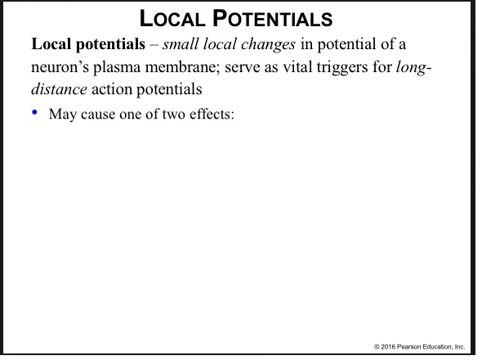 LOCAL POTENTIALS
Local potentials – small local changes in potential of a
neuron's plasma membrane; serve as vital triggers for long-
distance action potentials
• May cause one of two effects:
© 2016 Pearson Education, Inc.